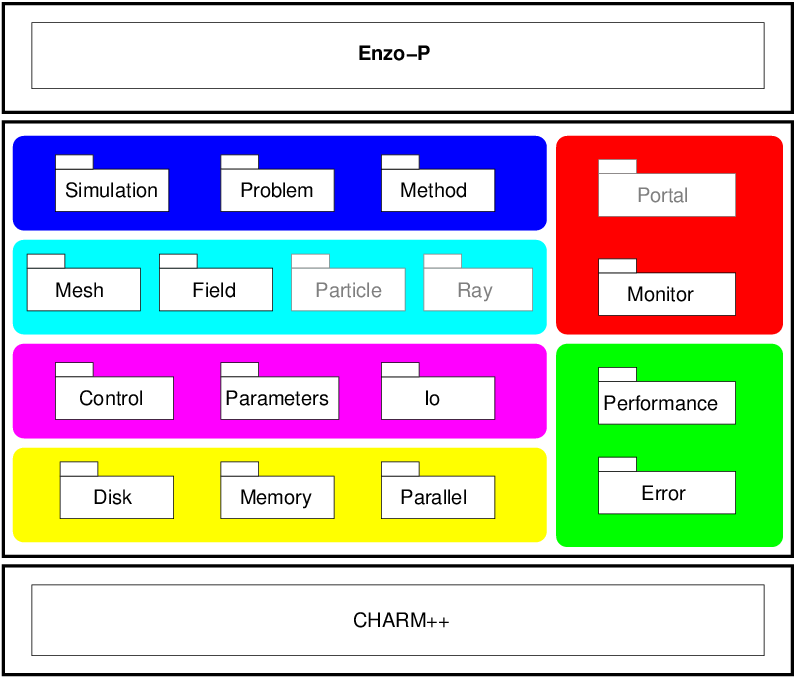 Enzo−P
Simulation
Problem
Method
Portal
Mesh
Field
Particle
Ray
Monitor
Control
Parameters
Io
Performance
Disk
Memory
Parallel
Error
CHARM++